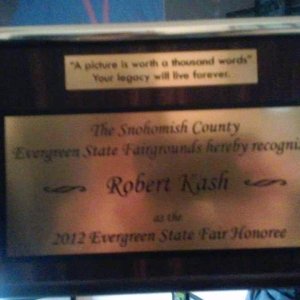 "A picture is worth a thousand words"
Your legacy will live forever.
The Snohomish County
Evergreen State Fairgrounds hereby recogni
Robert Kash
as the
2012 Evergreen State Fair Honoree